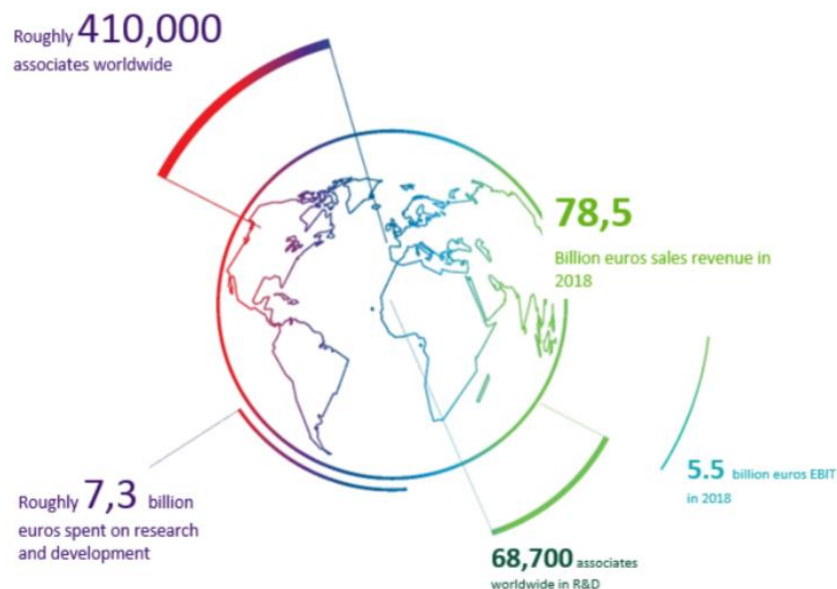 Roughly 410,000
associates worldwide
78,5
Billion euros sales revenue in
2018
5.5 billion euros EBIT
in 2018
Roughly 7,3 billion
euros spent on research
and development
68,700 associates
worldwide in R&D